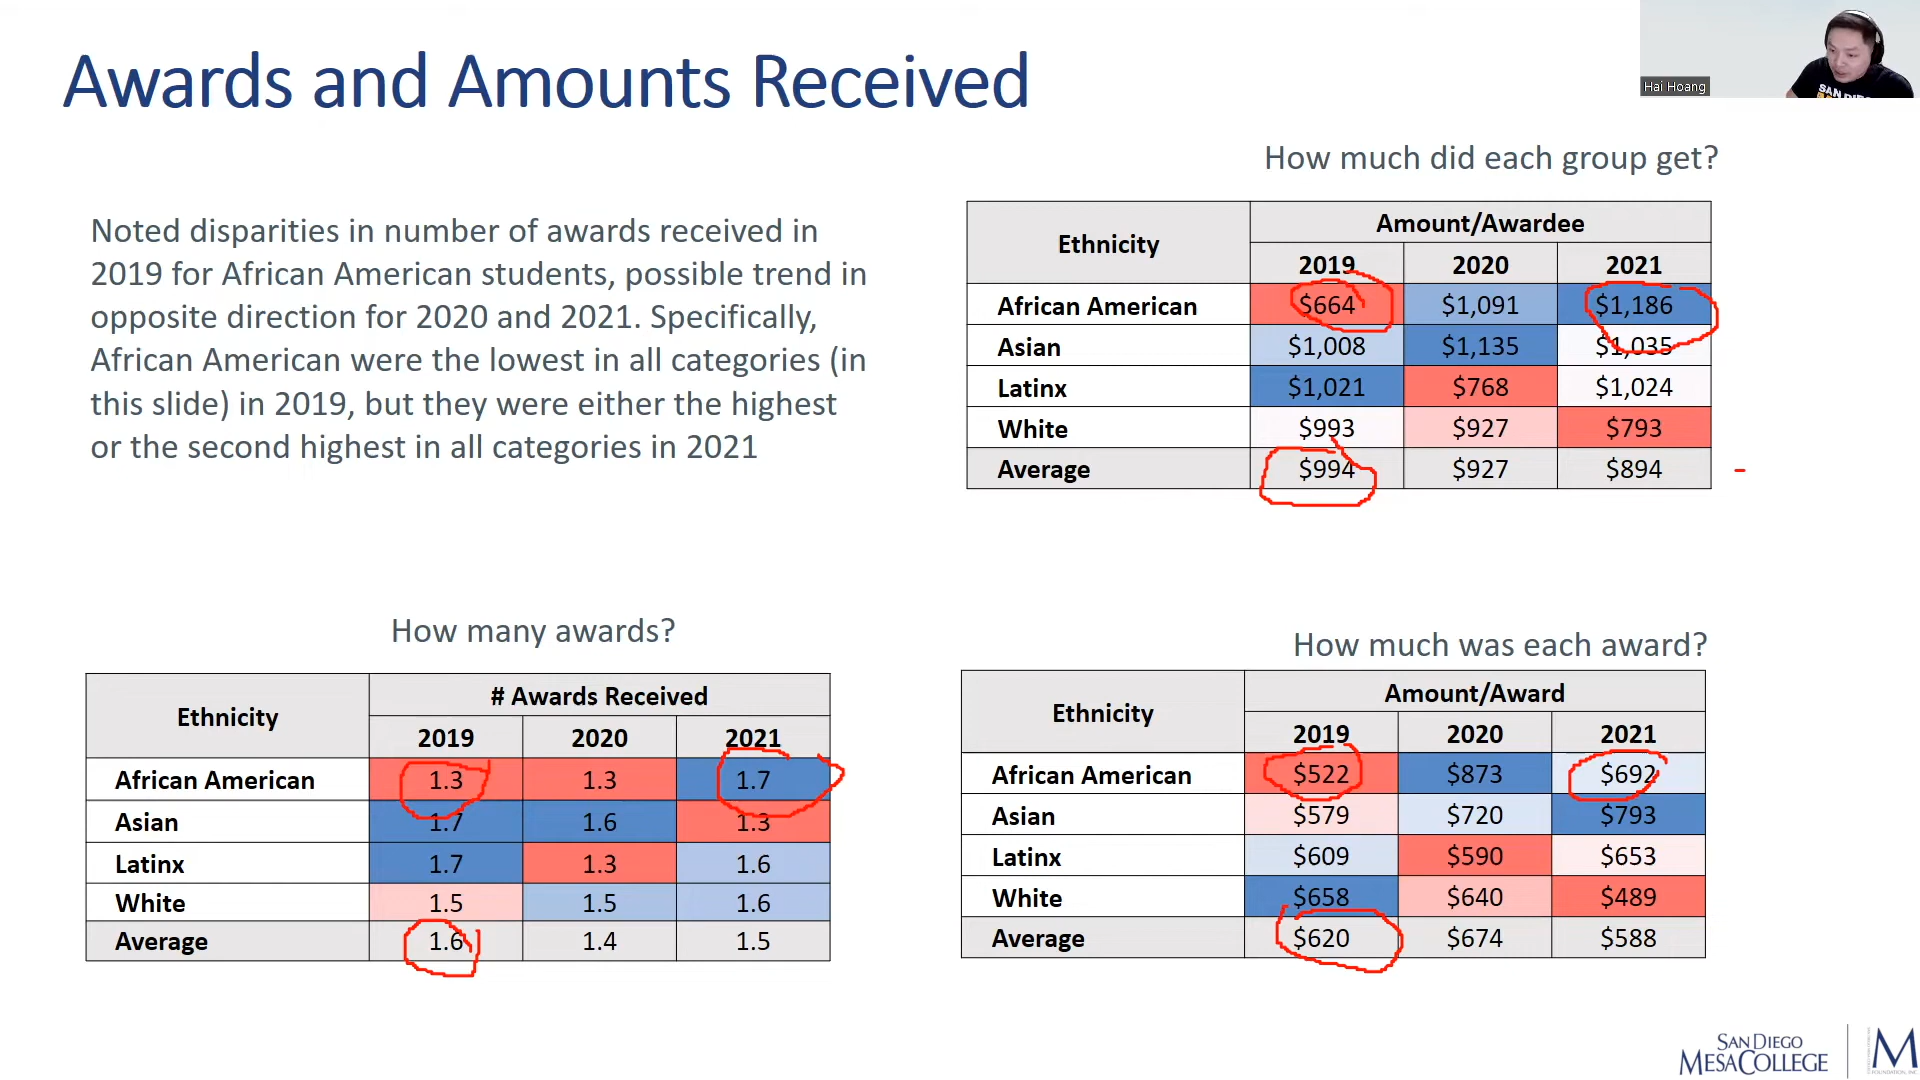 Awards and Amounts Received
Hai Hoang
SAN DIE
Noted disparities in number of awards received in
2019 for African American students, possible trend in
opposite direction for 2020 and 2021. Specifically,
African American were the lowest in all categories (in
this slide) in 2019, but they were either the highest
or the second highest in all categories in 2021
How much did each group get?
Ethnicity Amount/Awardee
2019 2020 2021
African American $664 $1,091 $1,186
Asian $1,008 $1,135 $1,035
Latinx $1,021 $768 $1,024
White $993 $927 $793
Average $994 $927 $894
How many awards?
Ethnicity # Awards Received
2019 2020 2021
African American 1.3 1.3 1.7
Asian 1.7 1.6 1.3
Latinx 1.7 1.3 1.6
White 1.5 1.5 1.6
Average 1.6 1.4 1.5
How much was each award?
Ethnicity Amount/Award
2019 2020 2021
African American $522 $873 $692
Asian $579 $720 $793
Latinx $609 $590 $653
White $658 $640 $489
Average $620 $674 $588
SAN DIEGO
MESA COLLEGE
M
FOUNDATION, INC